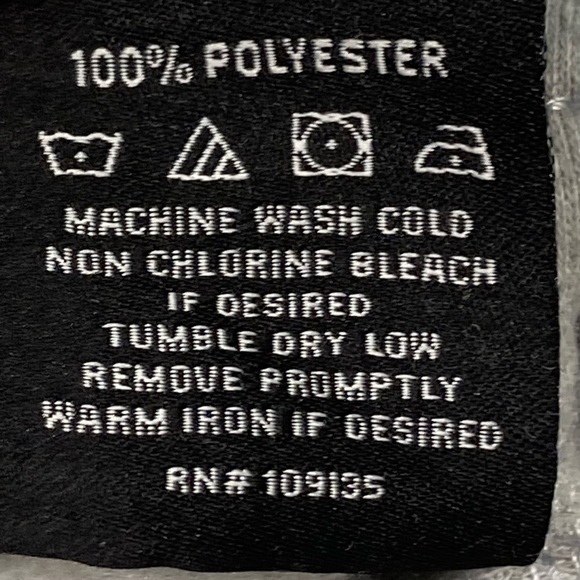 100% POLYESTER
MACHINE WASH COLD
NON CHLORINE BLEACH
IF DESIRED
TUMBLE DRY LOW
REMOVE PROMPTLY
WARM IRON IF DESIRED
RN# 109135